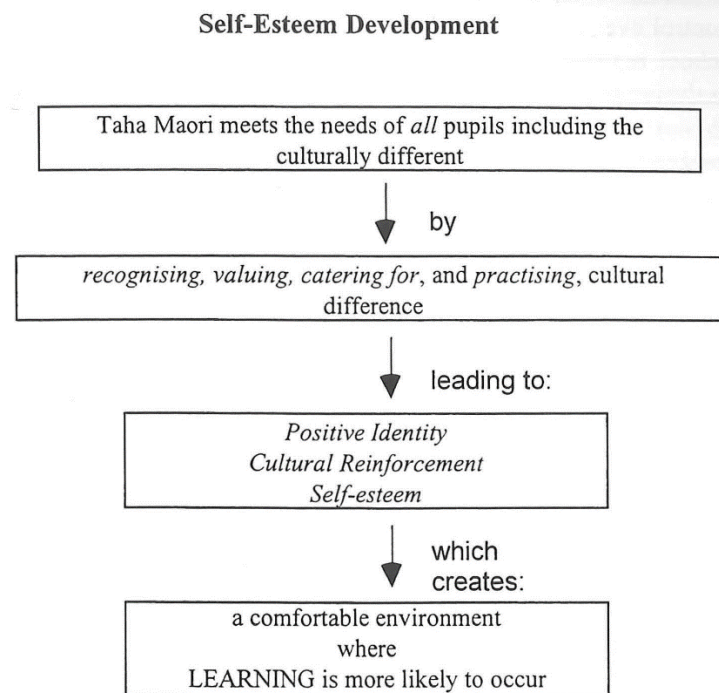 Self-Esteem Development
Taha Maori meets the needs of all pupils including the
culturally different
by
recognising, valuing, catering for, and practising, cultural
difference
leading to:
Positive Identity
Cultural Reinforcement
Self-esteem
which
creates:
a comfortable environment
where
LEARNING is more likely to occur